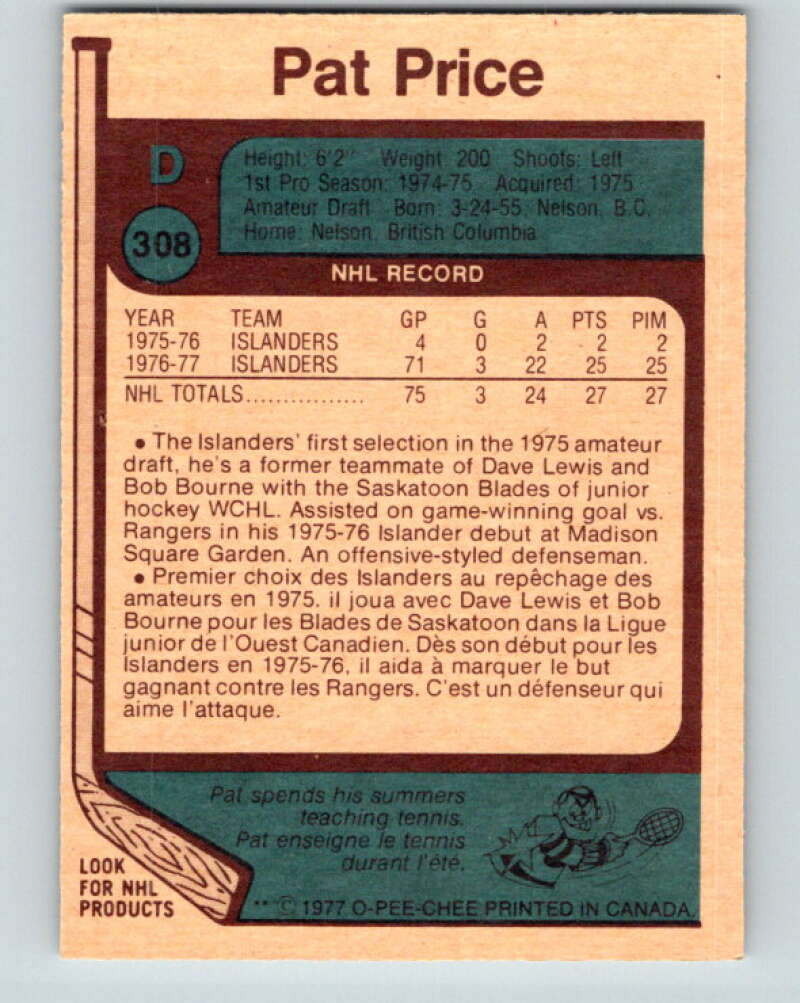 Pat Price
D
308
Height: 6'2" Weight 200 Shoots: Left
1st Pro Season: 1974-75 Acquired: 1975
Amateur Draft Born: 3-24-55, Nelson, B.C.
Home: Nelson, British Columbia
NHL RECORD
YEAR TEAM GP G A PTS PIM
1975-76 ISLANDERS 4 0 2 2 2
1976-77 ISLANDERS 71 3 22 25 25
NHL TOTALS................ 75 3 24 27 27
• The Islanders' first selection in the 1975 amateur
draft, he's a former teammate of Dave Lewis and
Bob Bourne with the Saskatoon Blades of junior
hockey WCHL. Assisted on game-winning goal vs.
Rangers in his 1975-76 Islander debut at Madison
Square Garden. An offensive-styled defenseman.
• Premier choix des Islanders au repêchage des
amateurs en 1975. il joua avec Dave Lewis et Bob
Bourne pour les Blades de Saskatoon dans la Ligue
junior de l'Ouest Canadien. Dès son début pour les
Islanders en 1975-76, il aida à marquer le but
gagnant contre les Rangers. C'est un défenseur qui
aime l'attaque.
Pat spends his summers
teaching tennis.
Pat enseigne le tennis
durant l'été.
LOOK
FOR NHL
PRODUCTS
** © 1977 O-PEE-CHEE PRINTED IN CANADA.